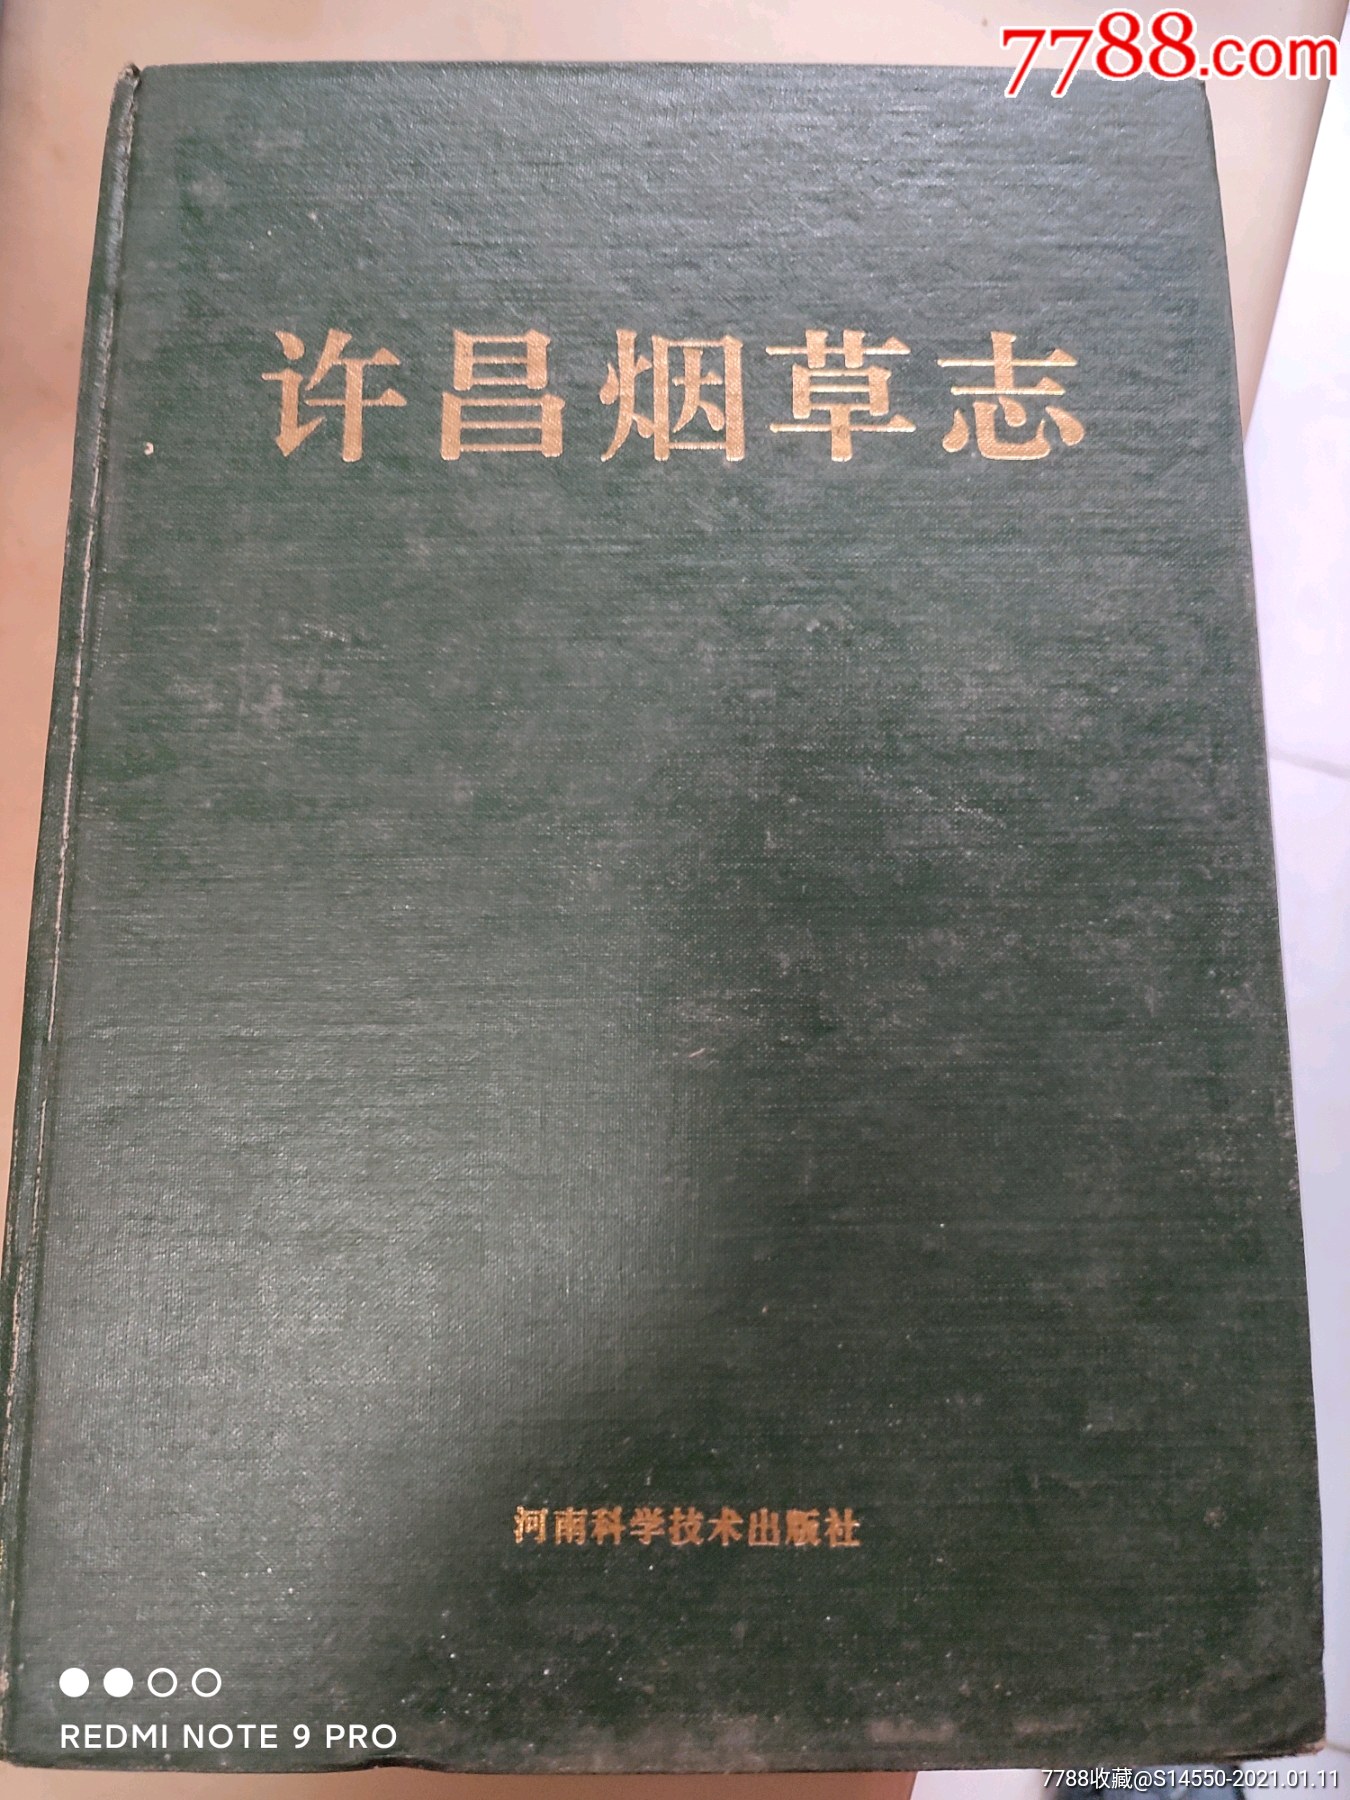 7788.com
许昌烟草志
河南科学技术出版社
REDMI NOTE 9 PRO
7788收藏@S14550-2021.01.11